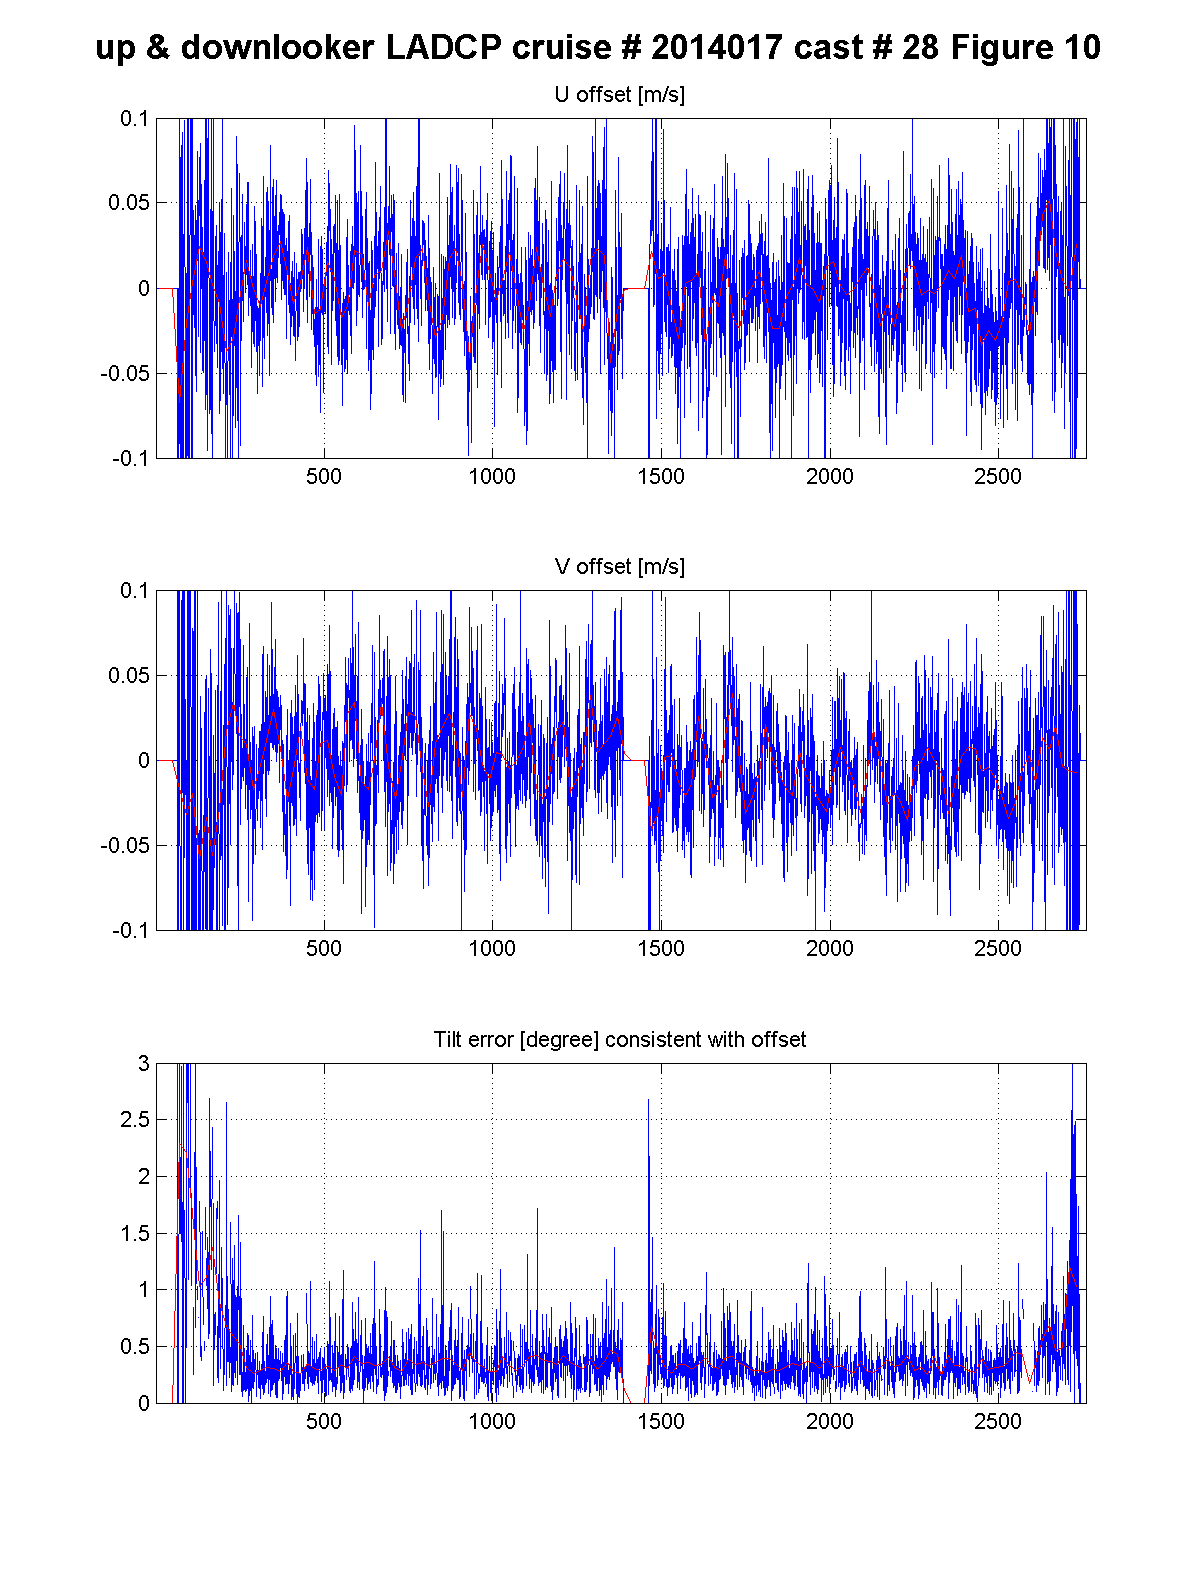 up & downlooker LADCP cruise # 2014017 cast # 28 Figure 10
U offset [m/s]
0.1
0.05
0
-0.05
-0.1
500 1000 1500 2000 2500
V offset [m/s]
0.1
0.05
0
-0.05
-0.1
500 1000 1500 2000 2500
Tilt error [degree] consistent with offset
3
2.5
2
1.5
1
0.5
0
500 1000 1500 2000 2500